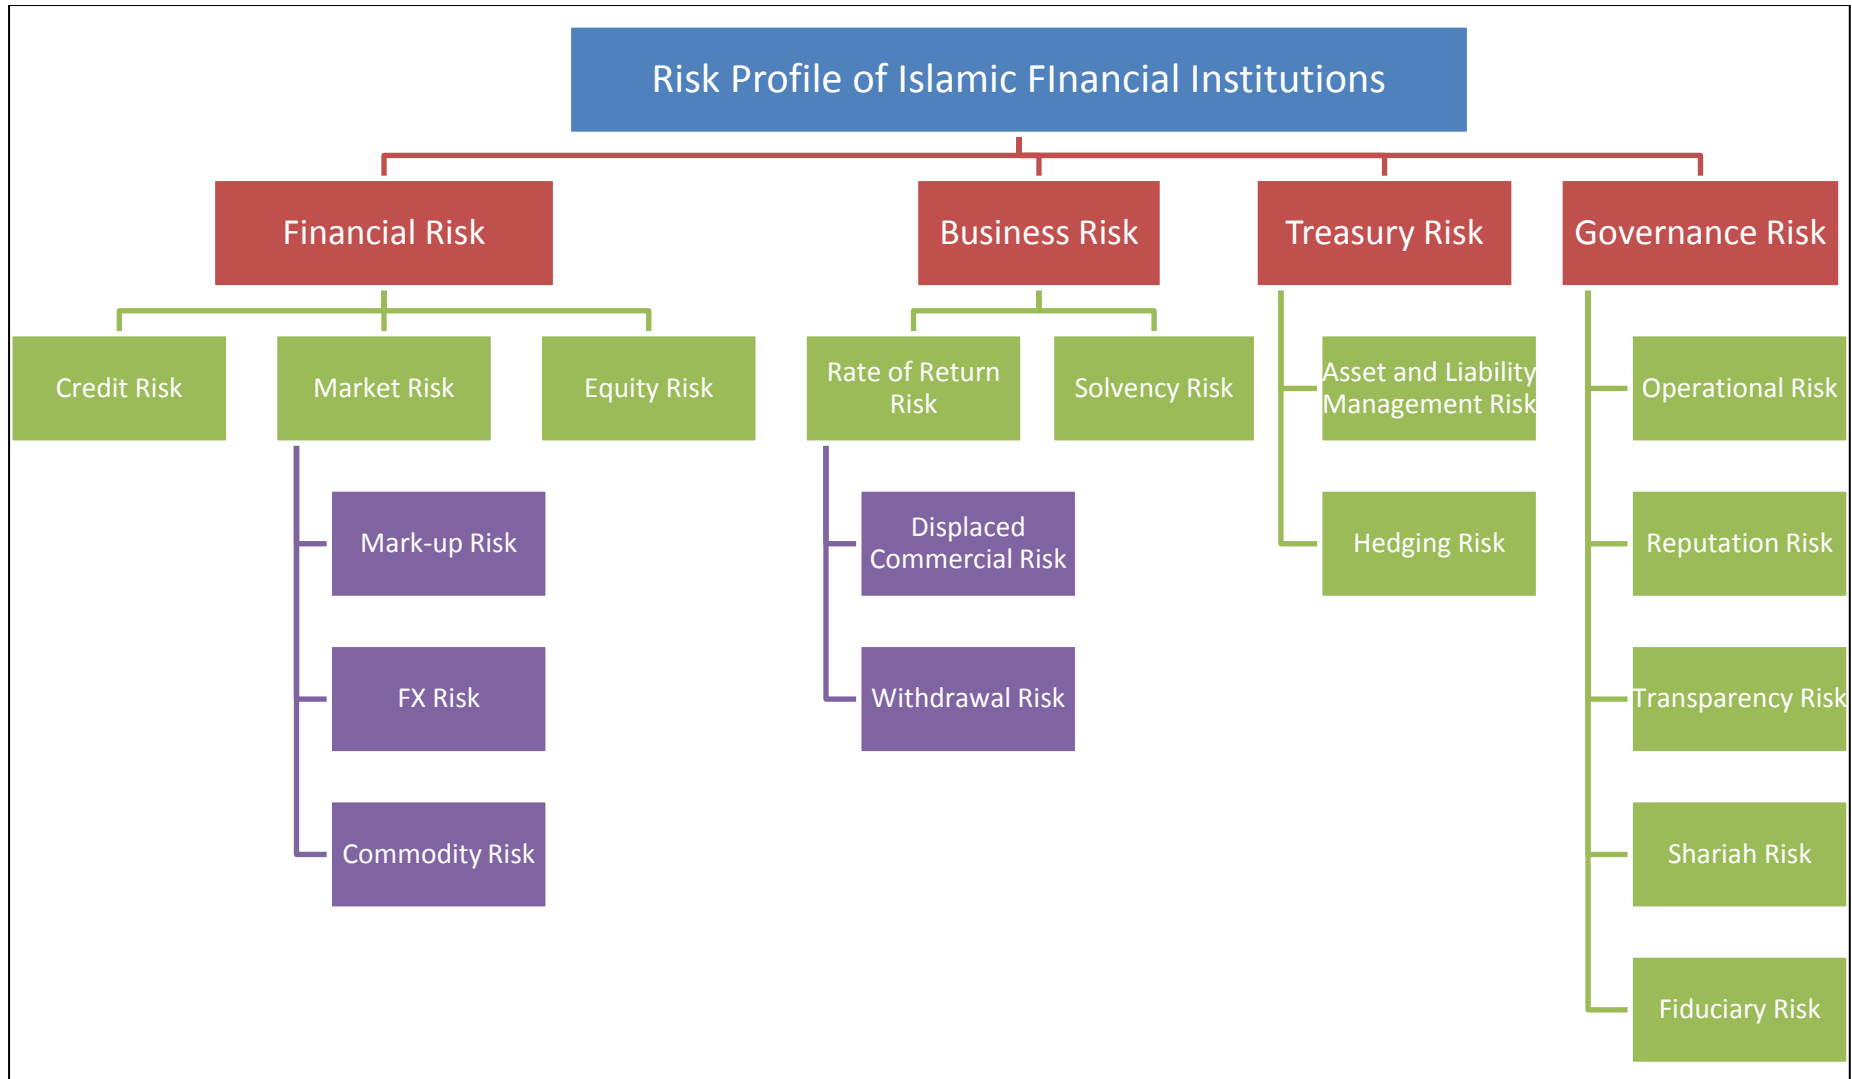 Risk Profile of Islamic FInancial Institutions
Financial Risk
Business Risk
Treasury Risk
Governance Risk
Credit Risk
Market Risk
Equity Risk
Rate of Return
Risk
Solvency Risk
Asset and Liability
Management Risk
Operational Risk
Mark-up Risk
Displaced
Commercial Risk
Hedging Risk
Reputation Risk
FX Risk
Withdrawal Risk
Transparency Risk
Commodity Risk
Shariah Risk
Fiduciary Risk